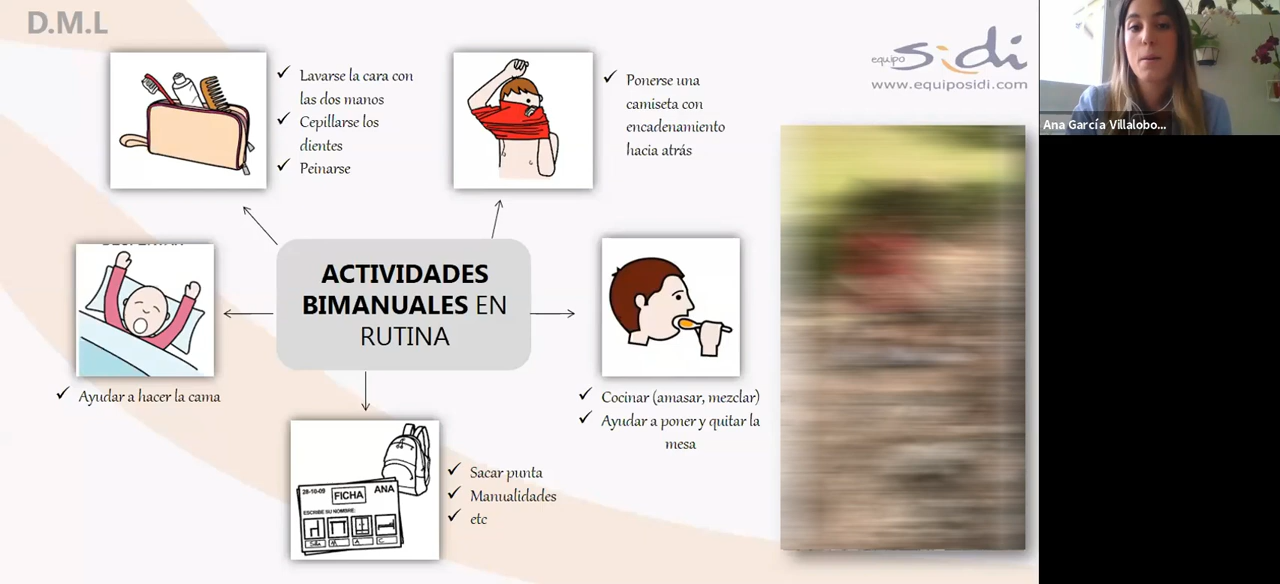 D.M.L
equipo sidi
www.equiposidi.com
Ana García Villalobo...
✓ Lavarse la cara con
las dos manos
✓ Cepillarse los
dientes
✓ Peinarse
✓ Ponerse una
camiseta con
encadenamiento
hacia atrás
ACTIVIDADES
BIMANUALES EN
RUTINA
✓ Ayudar a hacer la cama
✓ Cocinar (amasar, mezclar)
✓ Ayudar a poner y quitar la
mesa
28-10-09 FICHA ANA
ESCRIBE SU NOMBRE:
✓ Sacar punta
✓ Manualidades
✓ etc